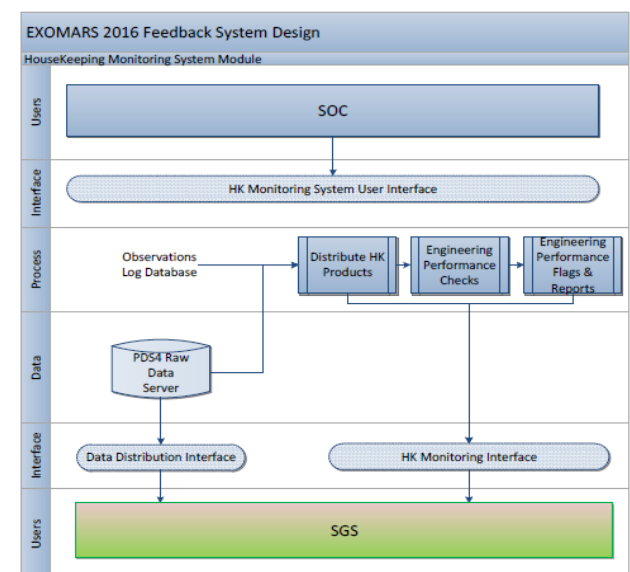 EXOMARS 2016 Feedback System Design
HouseKeeping Monitoring System Module
Users
SOC
Interface
HK Monitoring System User Interface
Process
Observations
Log Database
Distribute HK
Products
Engineering
Performance
Checks
Engineering
Performance
Flags &
Reports
Data
PDS4 Raw
Data
Server
Interface
Data Distribution Interface
HK Monitoring Interface
Users
SGS